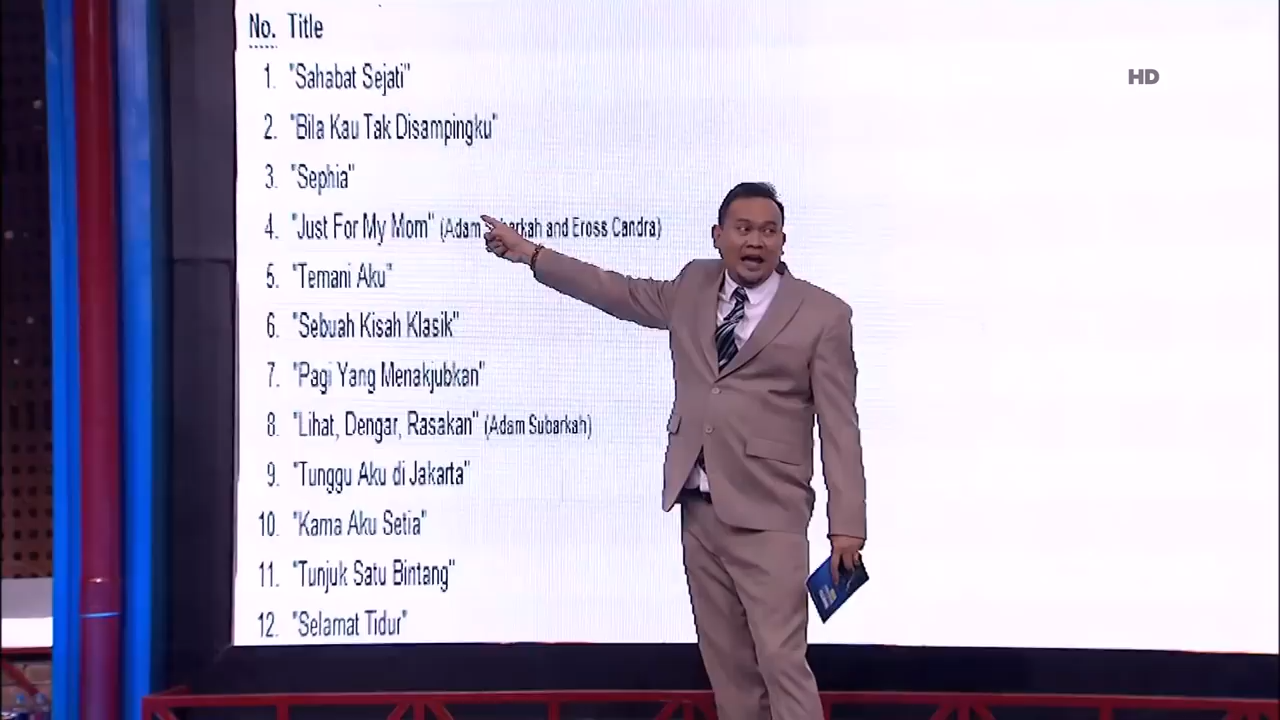 No. Title
1. "Sahabat Sejati"
2. "Bila Kau Tak Disampingku"
3. "Sephia"
4. "Just For My Mom" (Adam Subarkah and Eross Candra)
5. "Temani Aku"
6. "Sebuah Kisah Klasik"
7. "Pagi Yang Menakjubkan"
8. "Lihat, Dengar, Rasakan" (Adam Subarkah)
9. "Tunggu Aku di Jakarta"
10. "Karna Aku Setia"
11. "Tunjuk Satu Bintang"
12. "Selamat Tidur"
HD